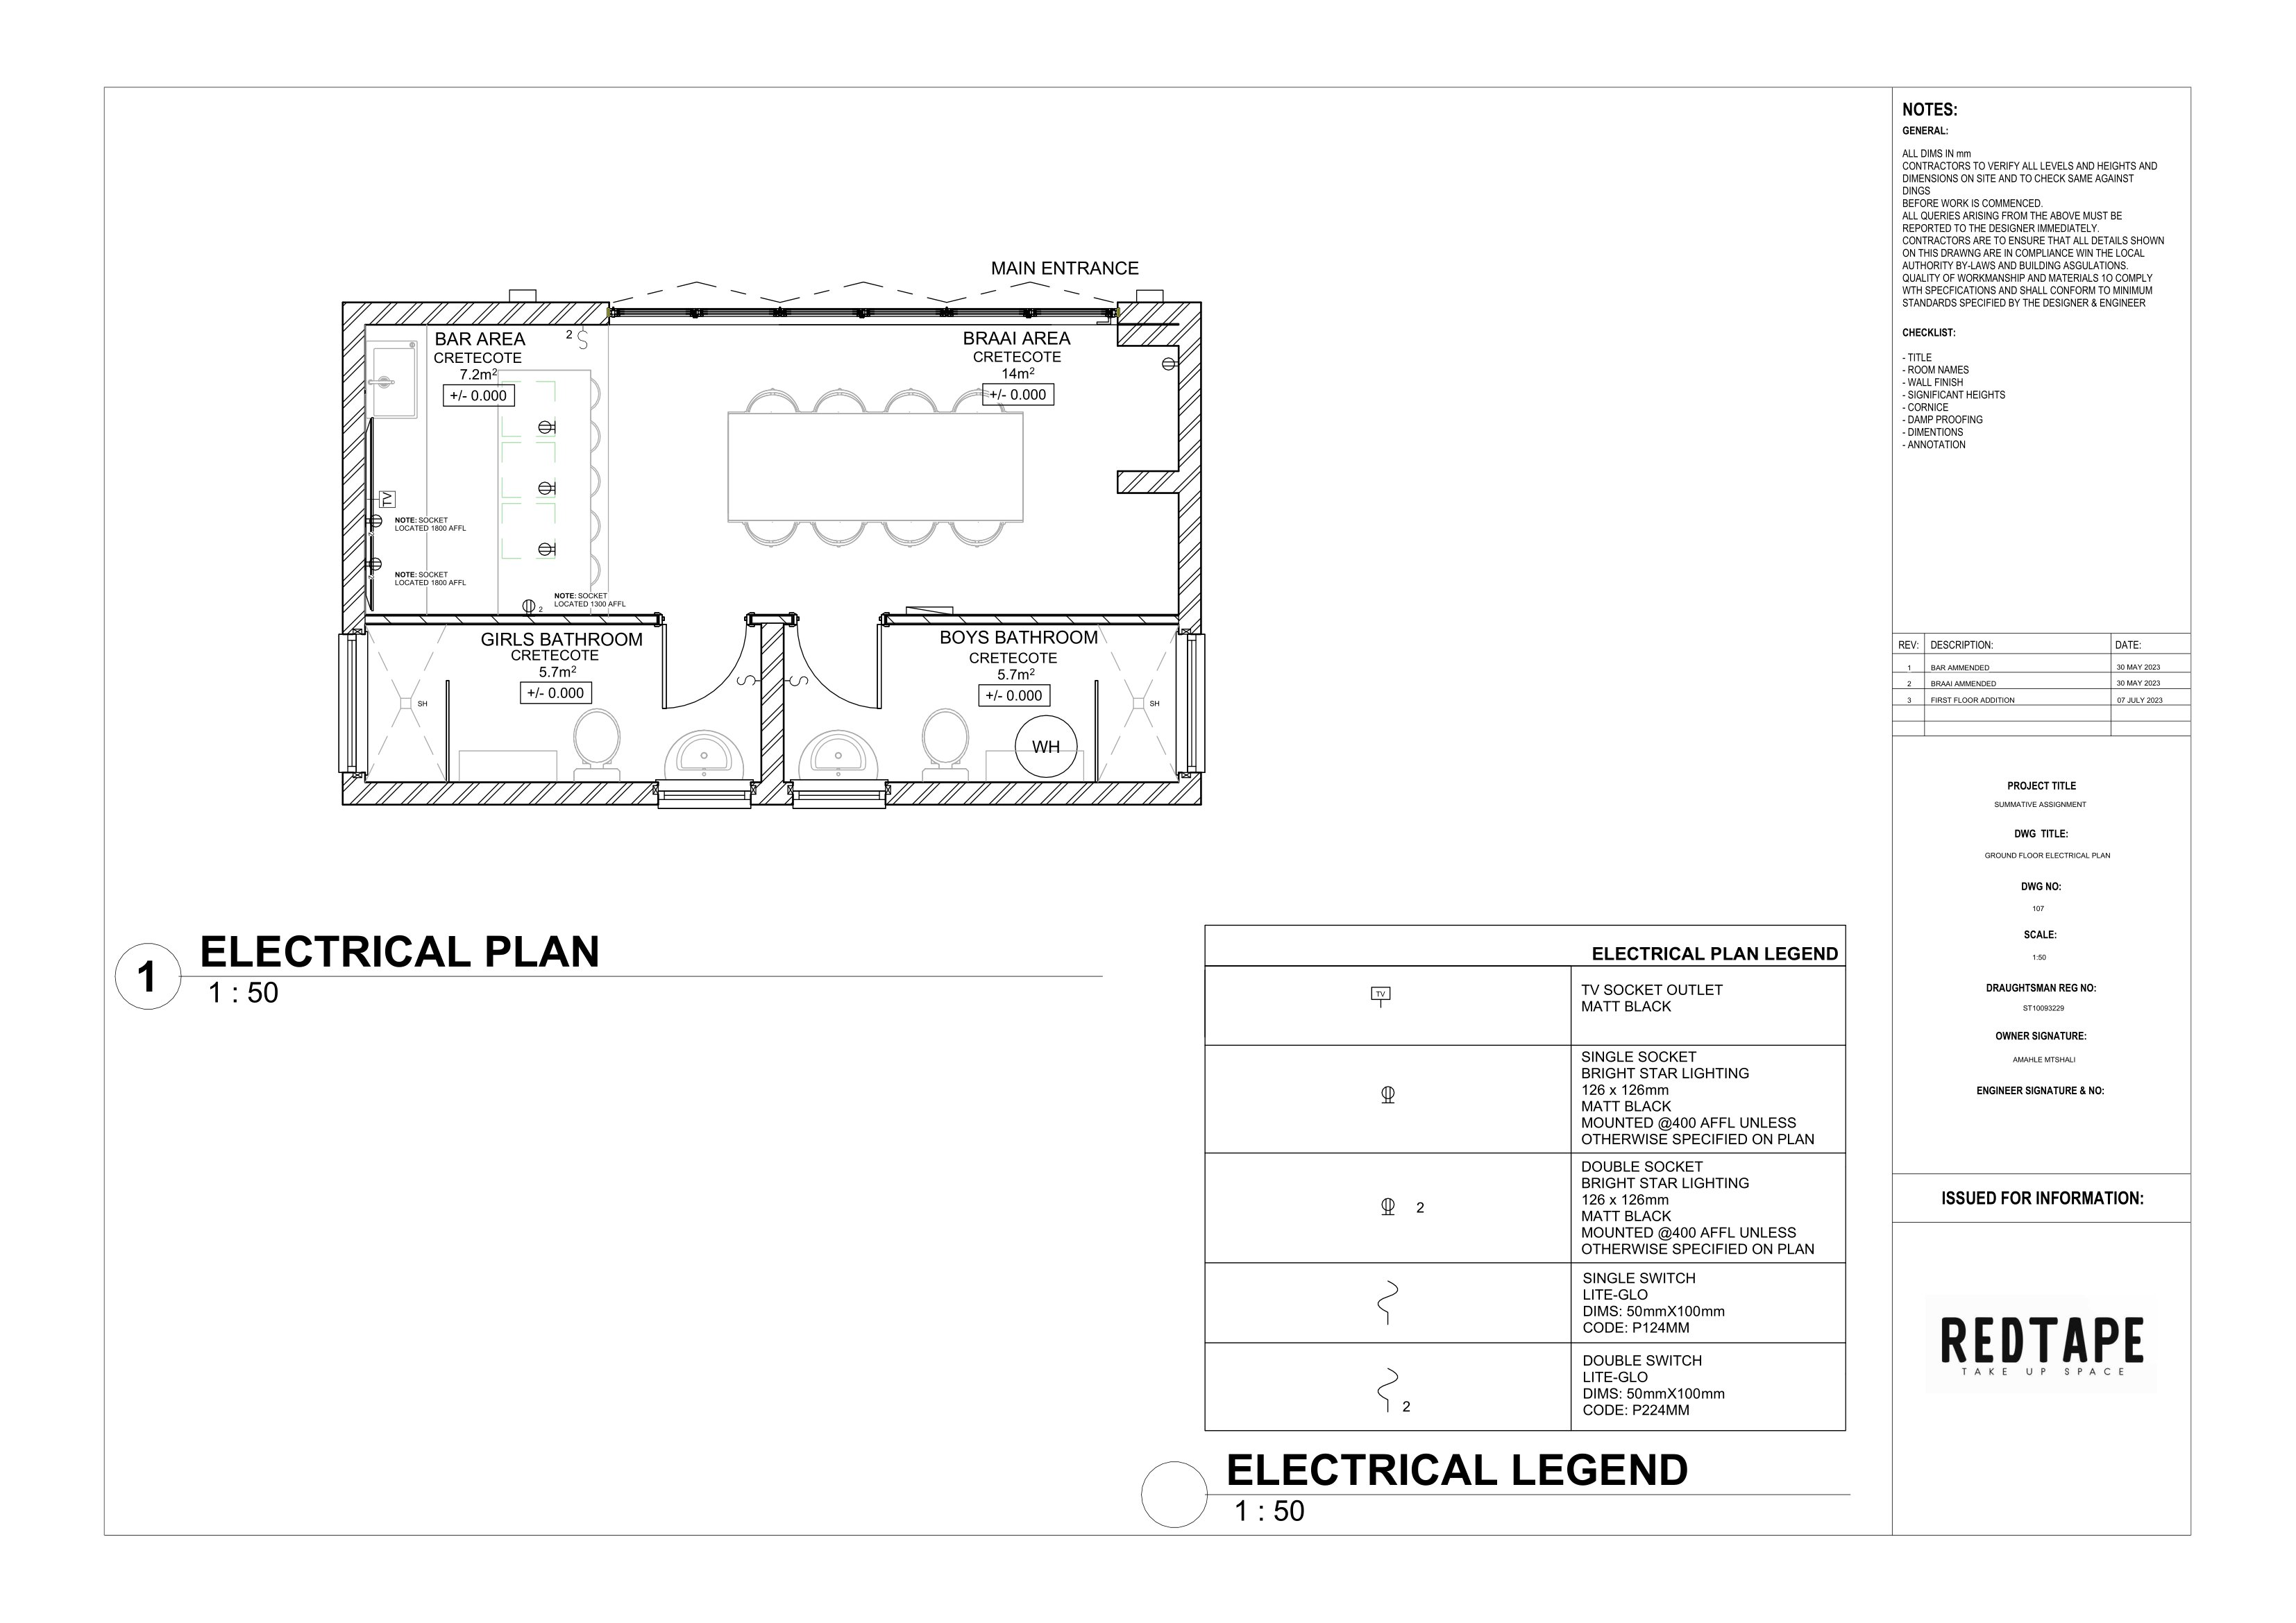 MAIN ENTRANCE
BAR AREA
CRETECOTE
7.2m²
+/- 0.000
2
BRAAI AREA
CRETECOTE
14m²
+/- 0.000
TV
NOTE: SOCKET
LOCATED 1800 AFFL
NOTE: SOCKET
LOCATED 1800 AFFL
NOTE: SOCKET
LOCATED 1300 AFFL
2
GIRLS BATHROOM
CRETECOTE
5.7m²
+/- 0.000
SH
BOYS BATHROOM
CRETECOTE
5.7m²
+/- 0.000
SH
WH
1
ELECTRICAL PLAN
1 : 50
ELECTRICAL PLAN LEGEND
TV
TV SOCKET OUTLET
MATT BLACK
SINGLE SOCKET
BRIGHT STAR LIGHTING
126 x 126mm
MATT BLACK
MOUNTED @400 AFFL UNLESS
OTHERWISE SPECIFIED ON PLAN
2
DOUBLE SOCKET
BRIGHT STAR LIGHTING
126 x 126mm
MATT BLACK
MOUNTED @400 AFFL UNLESS
OTHERWISE SPECIFIED ON PLAN
SINGLE SWITCH
LITE-GLO
DIMS: 50mmX100mm
CODE: P124MM
2
DOUBLE SWITCH
LITE-GLO
DIMS: 50mmX100mm
CODE: P224MM
ELECTRICAL LEGEND
1 : 50
NOTES:
GENERAL:
ALL DIMS IN mm
CONTRACTORS TO VERIFY ALL LEVELS AND HEIGHTS AND
DIMENSIONS ON SITE AND TO CHECK SAME AGAINST
DINGS
BEFORE WORK IS COMMENCED.
ALL QUERIES ARISING FROM THE ABOVE MUST BE
REPORTED TO THE DESIGNER IMMEDIATELY.
CONTRACTORS ARE TO ENSURE THAT ALL DETAILS SHOWN
ON THIS DRAWNG ARE IN COMPLIANCE WIN THE LOCAL
AUTHORITY BY-LAWS AND BUILDING ASGULATIONS.
QUALITY OF WORKMANSHIP AND MATERIALS 1O COMPLY
WTH SPECFICATIONS AND SHALL CONFORM TO MINIMUM
STANDARDS SPECIFIED BY THE DESIGNER & ENGINEER
CHECKLIST:
- TITLE
- ROOM NAMES
- WALL FINISH
- SIGNIFICANT HEIGHTS
- CORNICE
- DAMP PROOFING
- DIMENTIONS
- ANNOTATION
REV: DESCRIPTION: DATE:
1 BAR AMMENDED 30 MAY 2023
2 BRAAI AMMENDED 30 MAY 2023
3 FIRST FLOOR ADDITION 07 JULY 2023
PROJECT TITLE
SUMMATIVE ASSIGNMENT
DWG TITLE:
GROUND FLOOR ELECTRICAL PLAN
DWG NO:
107
SCALE:
1:50
DRAUGHTSMAN REG NO:
ST10093229
OWNER SIGNATURE:
AMAHLE MTSHALI
ENGINEER SIGNATURE & NO:
ISSUED FOR INFORMATION:
REDTAPE
TAKE UP SPACE